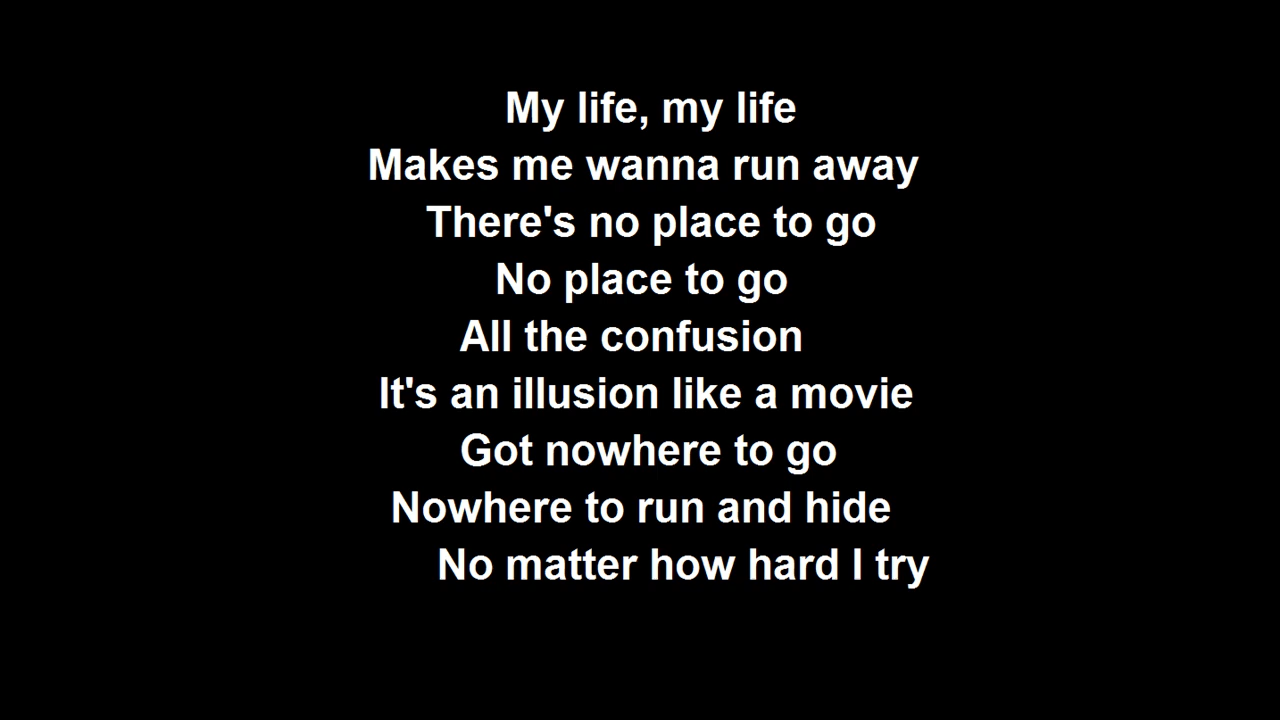 My life, my life
Makes me wanna run away
There's no place to go
No place to go
All the confusion
It's an illusion like a movie
Got nowhere to go
Nowhere to run and hide
No matter how hard I try